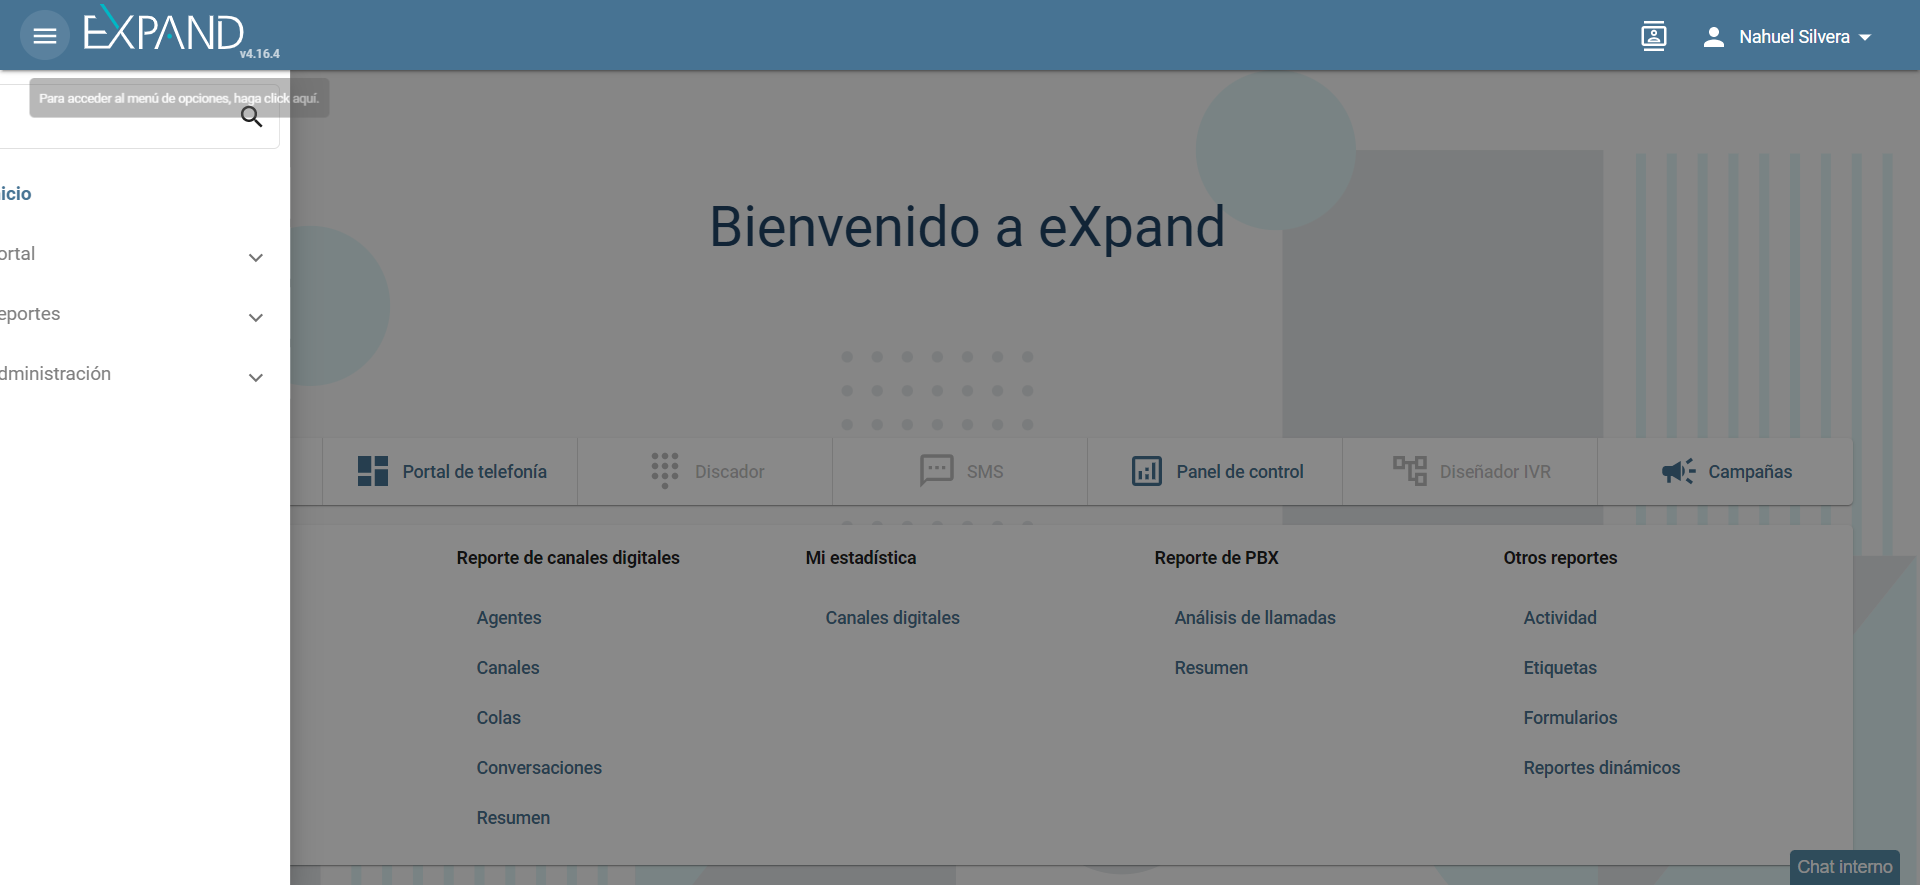 EXPAND
v4.16.4
Nahuel Silvera
Para acceder al menú de opciones, haga click aquí.
icio
ortal
eportes
dministración
Bienvenido a eXpand
Portal de telefonía
Discador
SMS
Panel de control
Diseñador IVR
Campañas
Reporte de canales digitales
Agentes
Canales
Colas
Conversaciones
Resumen
Mi estadística
Canales digitales
Reporte de PBX
Análisis de llamadas
Resumen
Otros reportes
Actividad
Etiquetas
Formularios
Reportes dinámicos
Chat interno